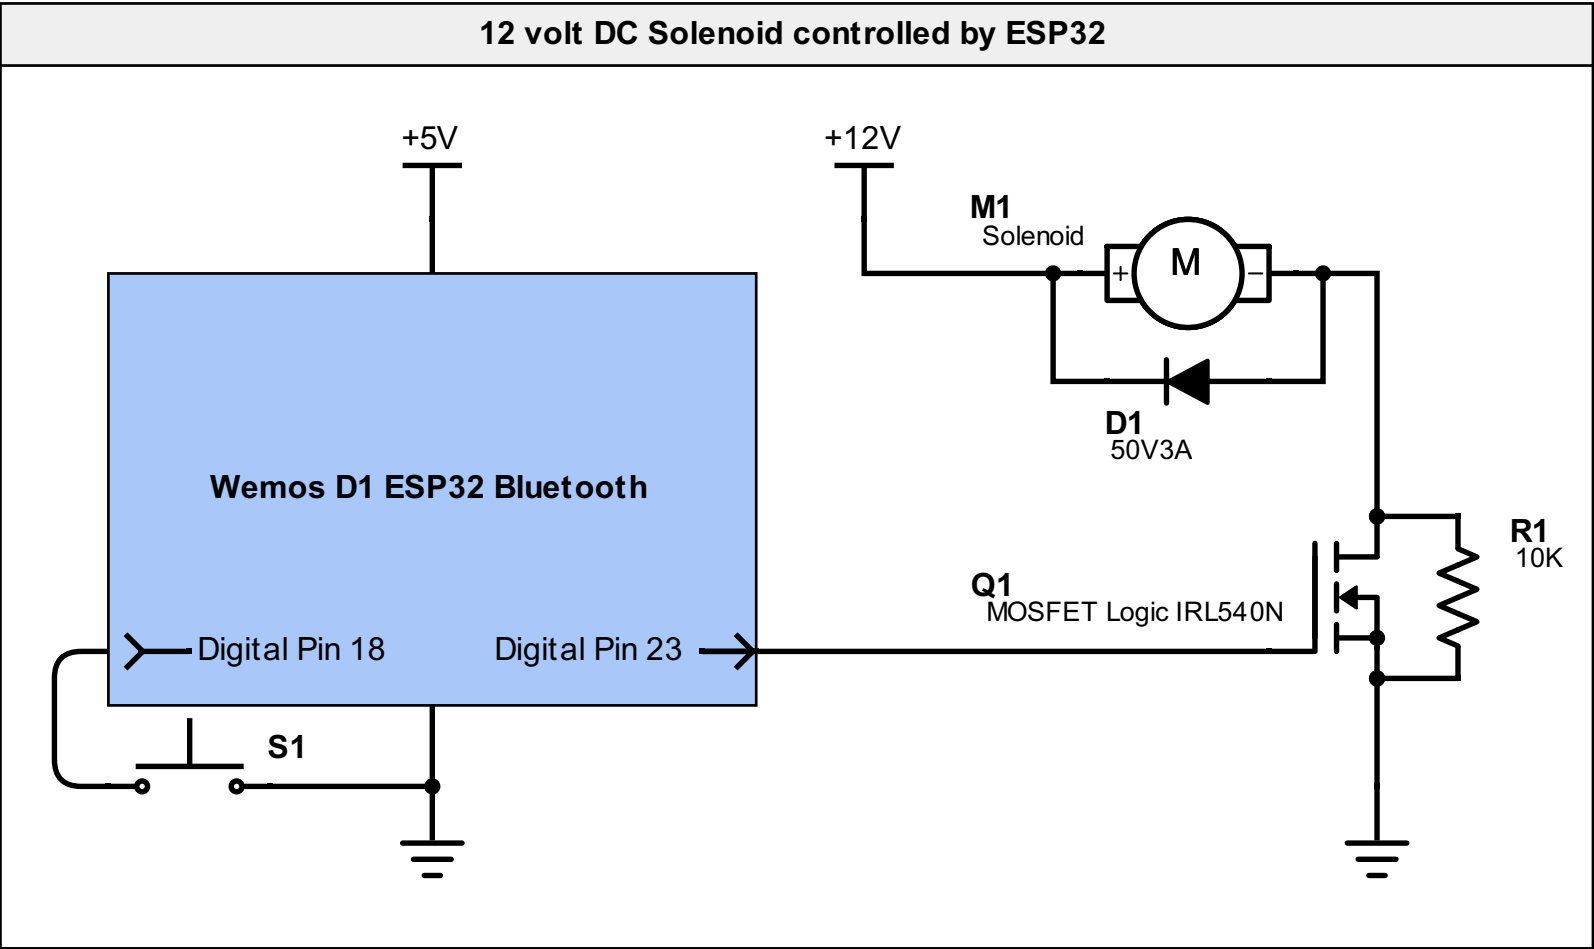 12 volt DC Solenoid controlled by ESP32
+5V
+12V
M1
Solenoid
+
M
−
D1
50V3A
Wemos D1 ESP32 Bluetooth
R1
10K
Q1
MOSFET Logic IRL540N
Digital Pin 18
Digital Pin 23
S1